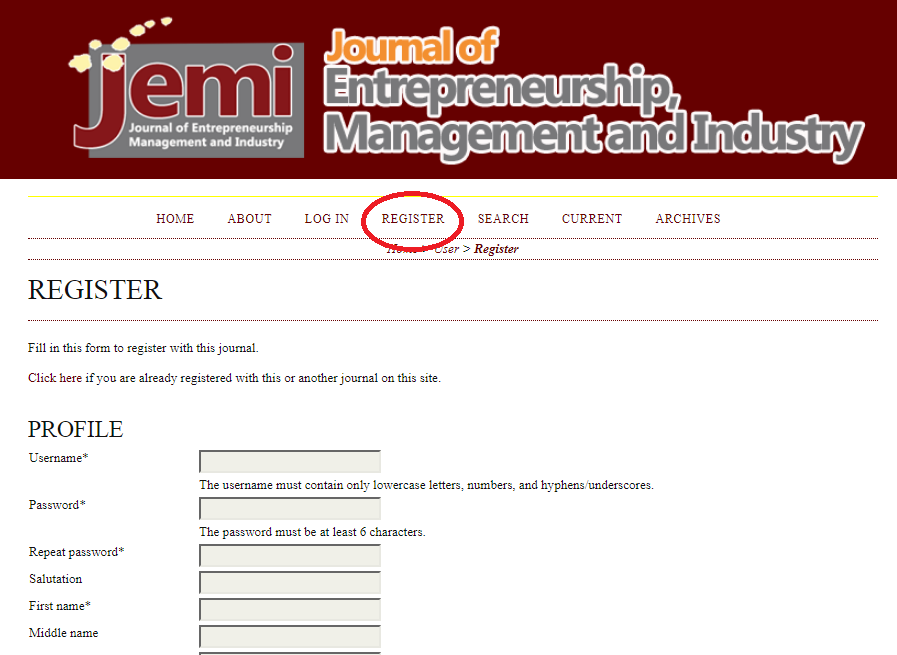 jemi
Journal of Entrepreneurship
Management and Industry
Journal of
Entrepreneurship,
Management and Industry
HOME ABOUT LOG IN REGISTER SEARCH CURRENT ARCHIVES
Home > User > Register
REGISTER
Fill in this form to register with this journal.
Click here if you are already registered with this or another journal on this site.
PROFILE
Username*
The username must contain only lowercase letters, numbers, and hyphens/underscores.
Password*
The password must be at least 6 characters.
Repeat password*
Salutation
First name*
Middle name